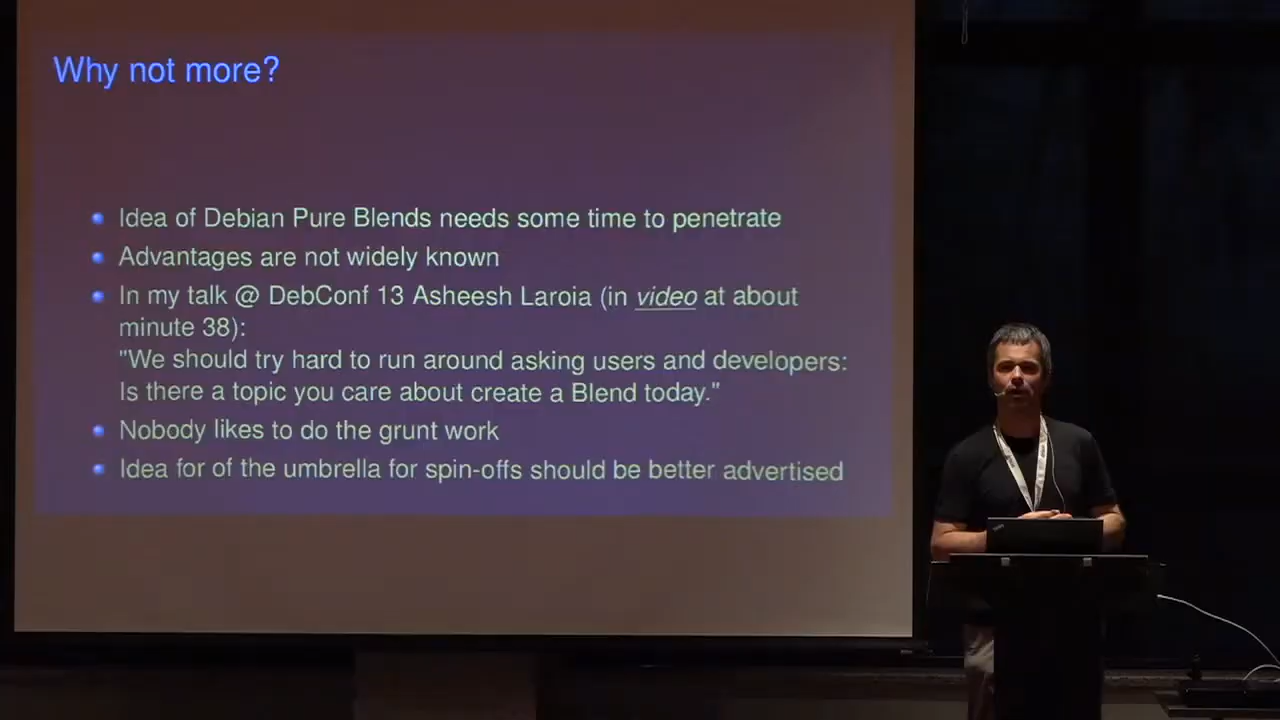 Why not more?
Idea of Debian Pure Blends needs some time to penetrate
Advantages are not widely known
In my talk @ DebConf 13 Asheesh Laroia (in video at about
minute 38):
"We should try hard to run around asking users and developers:
Is there a topic you care about create a Blend today."
Nobody likes to do the grunt work
Idea for of the umbrella for spin-offs should be better advertised